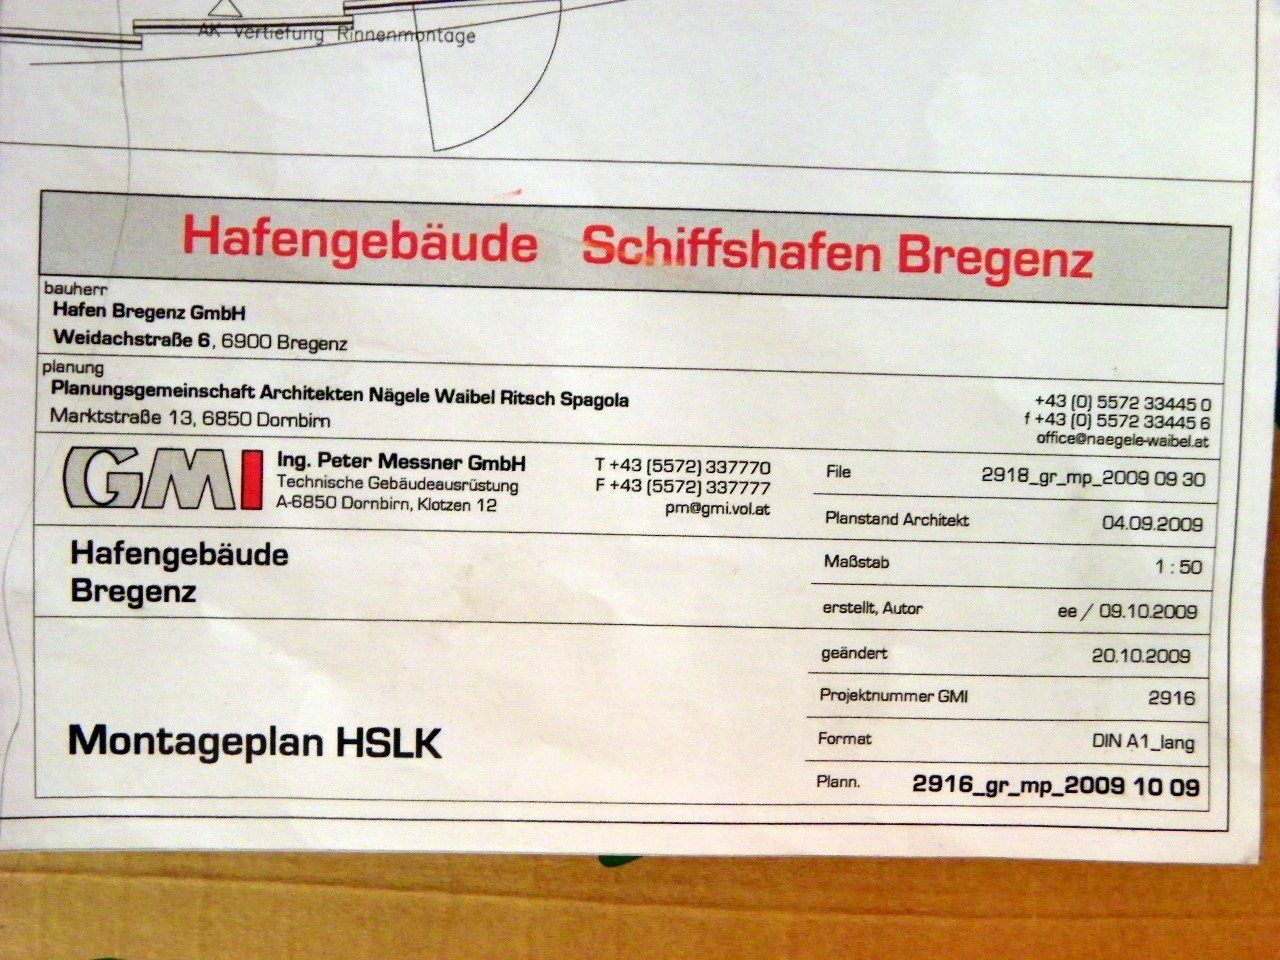 AK Vertiefung Rinnenmontage
Hafengebäude Schiffshafen Bregenz
bauherr
Hafen Bregenz GmbH
Weidachstraße 6, 6900 Bregenz
planung
Planungsgemeinschaft Architekten Nägele Waibel Ritsch Spagola
Marktstraße 13, 6850 Dornbirn
+43 (0) 5572 33445 0
f +43 (0) 5572 33445 6
office@naegele-waibel.at
GMI
Ing. Peter Messner GmbH
Technische Gebäudeausrüstung
A-6850 Dornbirn, Klotzen 12
T +43 (5572) 337770
F +43 (5572) 337777
pm@gmi.vol.at
File 2918_gr_mp_2009 09 30
Planstand Architekt 04.09.2009
Maßstab 1 : 50
erstellt, Autor ee / 09.10.2009
geändert 20.10.2009
Projektnummer GMI 2916
Format DIN A1_lang
Plann. 2916_gr_mp_2009 10 09
Hafengebäude
Bregenz
Montageplan HSLK